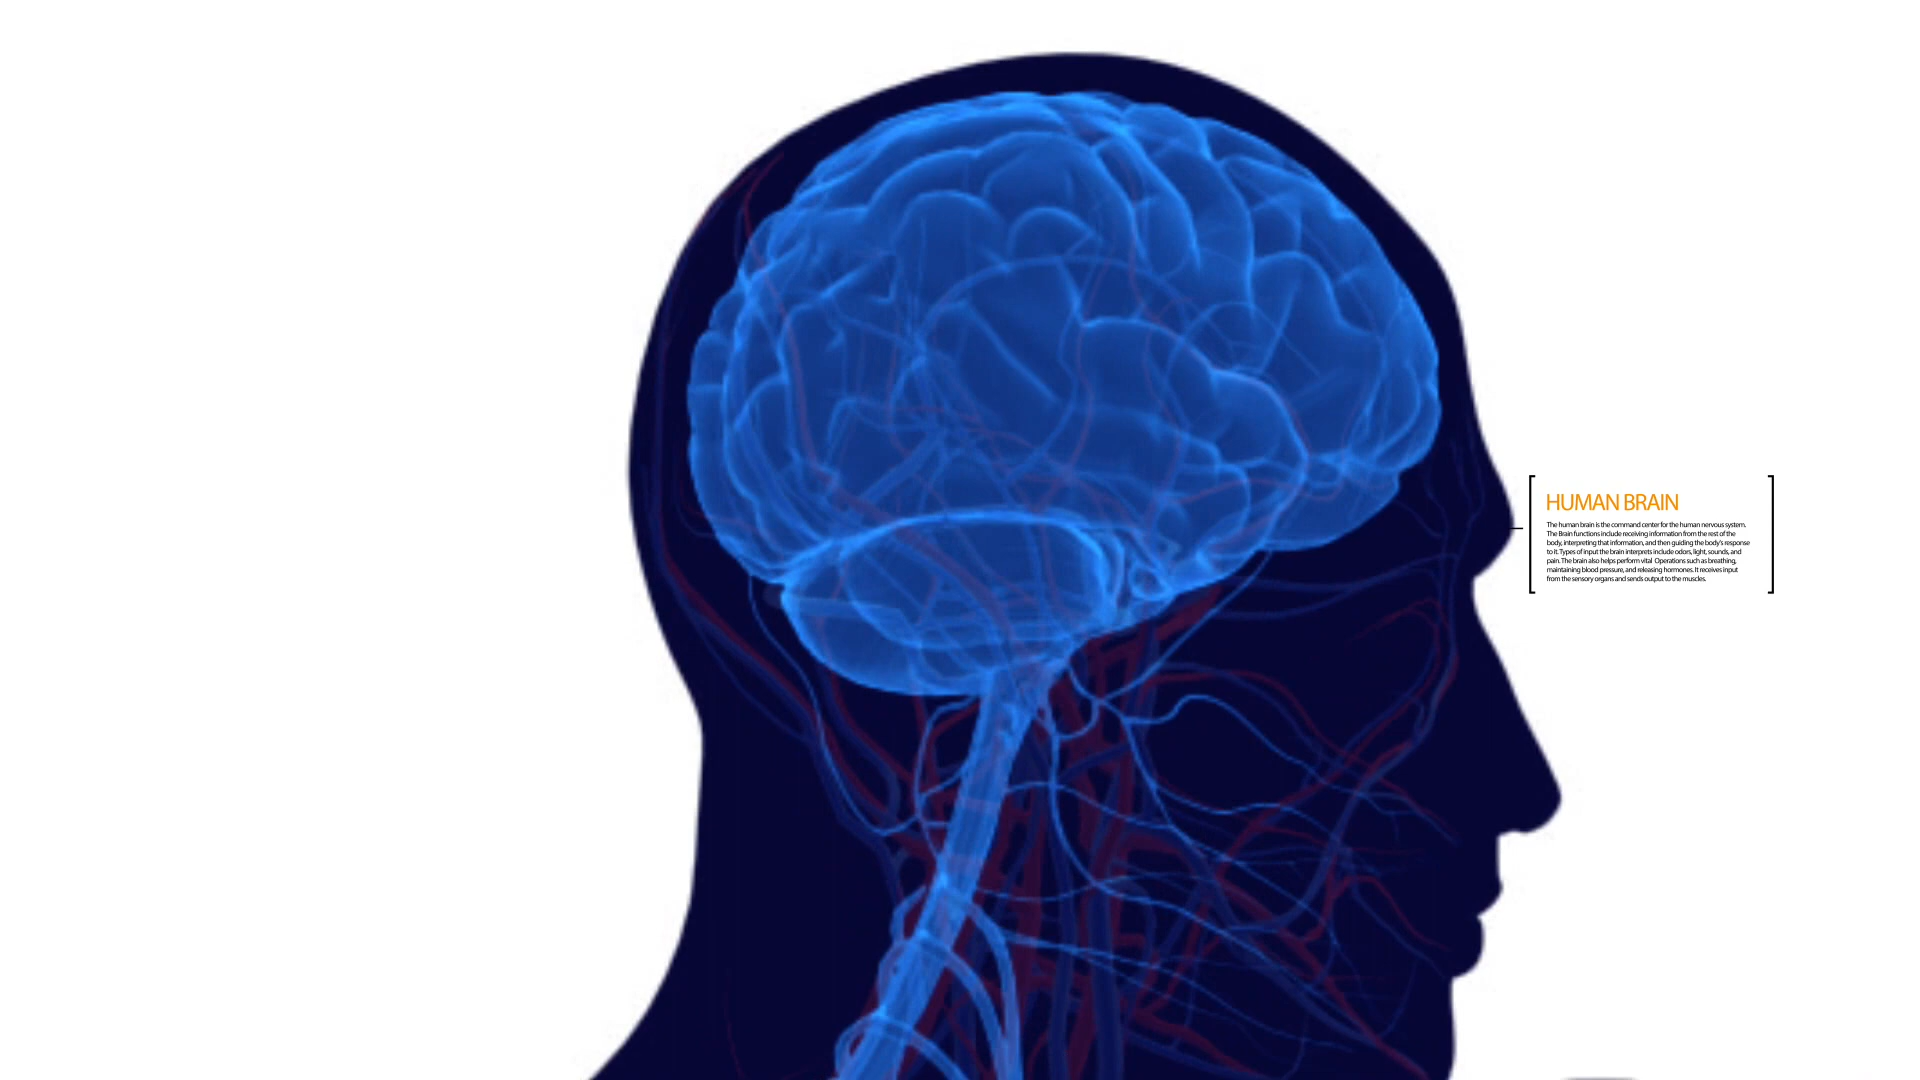 HUMAN BRAIN
The human brain is the command center for the human nervous system.
The Brain functions include receiving information from the rest of the
body, interpreting that information, and then guiding the body's response
to it. Types of input the brain interprets include odors, light, sounds, and
pain. The brain also helps perform vital Operations such as breathing,
maintaining blood pressure, and releasing hormones. It receives input
from the sensory organs and sends output to the muscles.